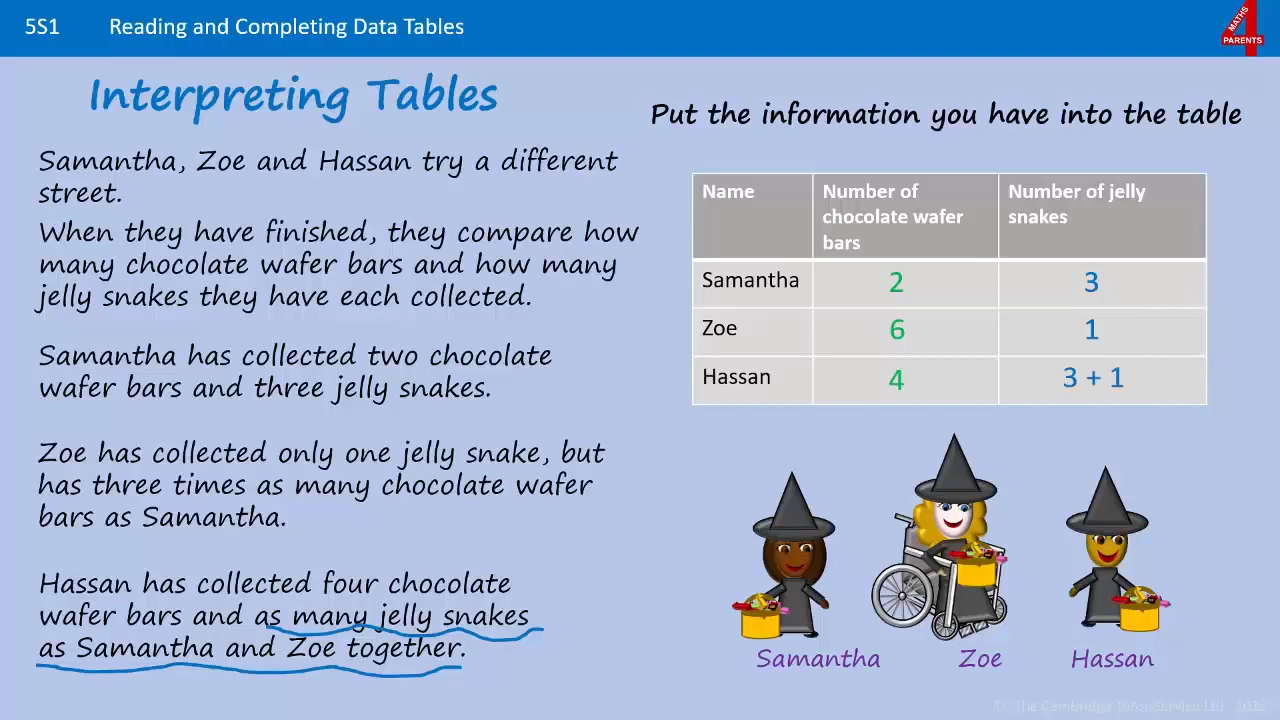 5S1 Reading and Completing Data Tables
MATHS
4
PARENTS
Interpreting Tables
Samantha, Zoe and Hassan try a different
street.
When they have finished, they compare how
many chocolate wafer bars and how many
jelly snakes they have each collected.
Samantha has collected two chocolate
wafer bars and three jelly snakes.
Zoe has collected only one jelly snake, but
has three times as many chocolate wafer
bars as Samantha.
Hassan has collected four chocolate
wafer bars and as many jelly snakes
as Samantha and Zoe together.
Put the information you have into the table
Name Number of chocolate wafer bars Number of jelly snakes
Samantha 2 3
Zoe 6 1
Hassan 4 3 + 1
Samantha Zoe Hassan
© The Cambridge Tutor Service Ltd